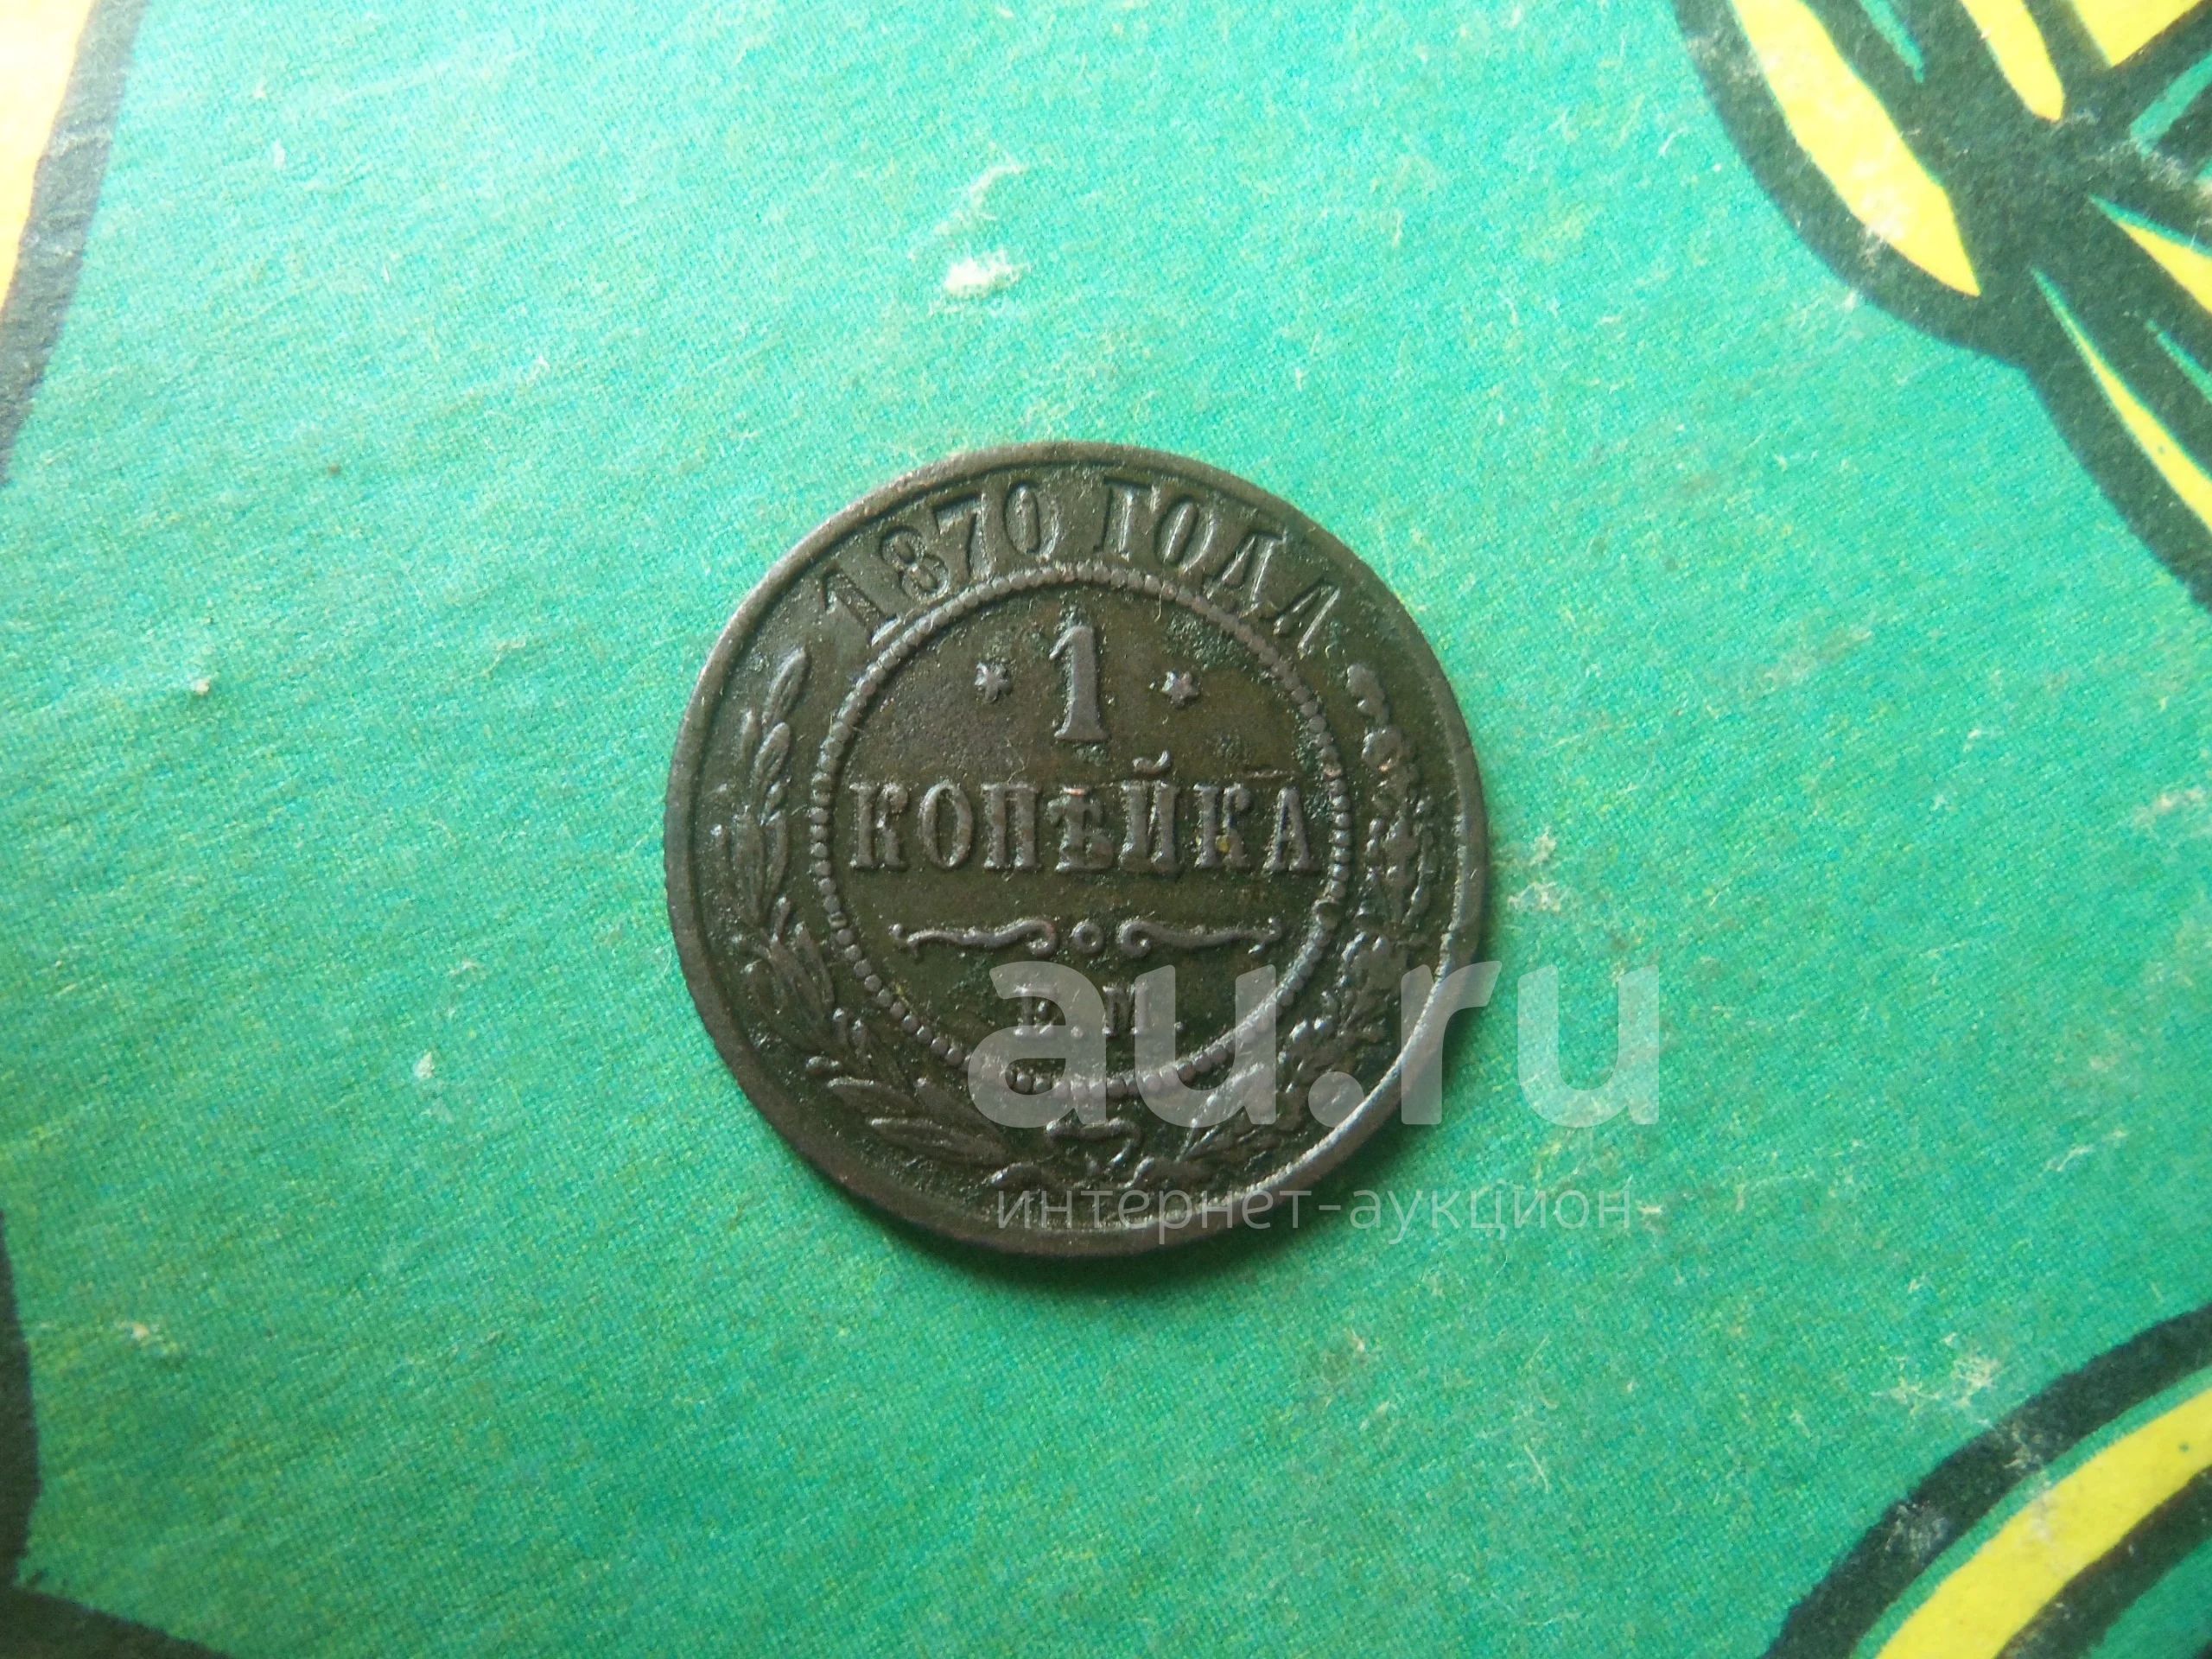 1870 ГОДА
* 1 *
КОПѢЙКА
Е.М.
au.ru
интернет-аукцион